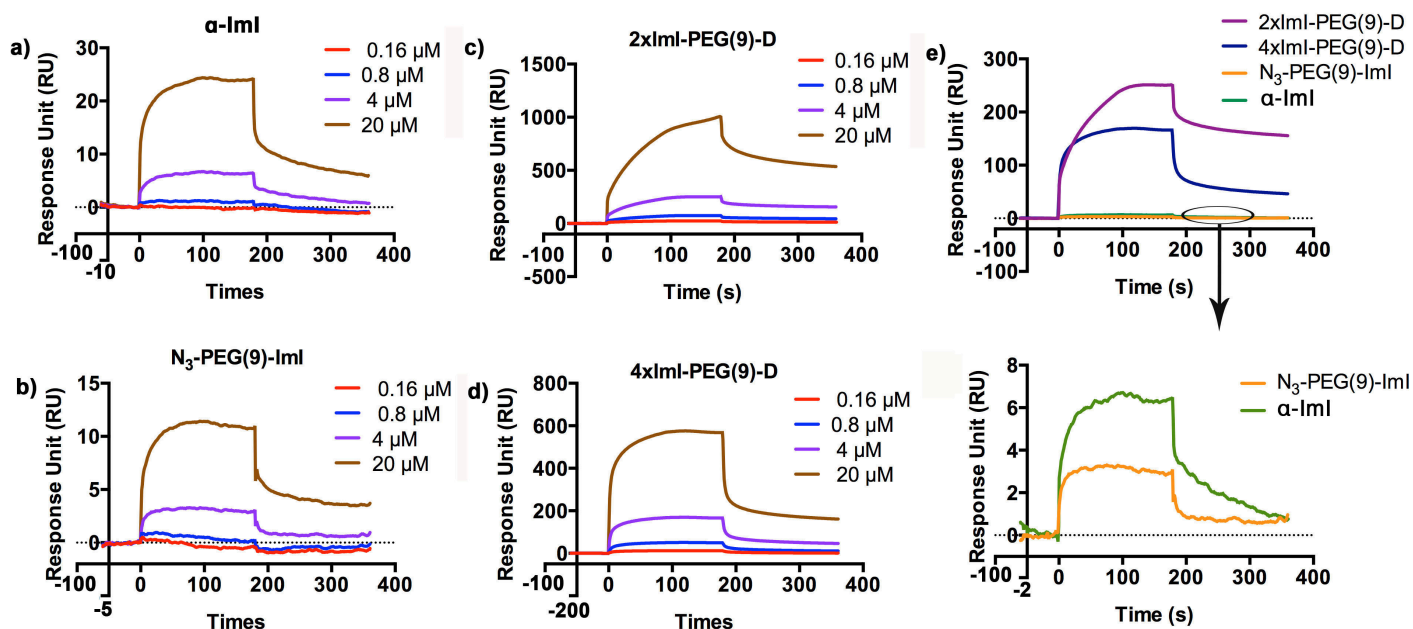 a)
α-ImI
Response Unit (RU)
30
20
10
0
-10
-100
0
100
200
300
400
Times
0.16 µM
0.8 µM
4 µM
20 µM
b)
N3-PEG(9)-ImI
Response Unit (RU)
15
10
5
0
-5
-100
0
100
200
300
400
Times
0.16 µM
0.8 µM
4 µM
20 µM
c)
2xImI-PEG(9)-D
Response Unit (RU)
1500
1000
500
0
-500
-100
0
100
200
300
400
Time (s)
0.16 µM
0.8 µM
4 µM
20 µM
d)
4xImI-PEG(9)-D
Response Unit (RU)
800
600
400
200
0
-200
-100
0
100
200
300
400
Times
0.16 µM
0.8 µM
4 µM
20 µM
e)
2xImI-PEG(9)-D
4xImI-PEG(9)-D
N3-PEG(9)-ImI
α-ImI
Response Unit (RU)
300
200
100
0
-100
-100
0
100
200
300
400
Time (s)
N3-PEG(9)-ImI
α-ImI
Response Unit (RU)
8
6
4
2
0
-2
-100
0
100
200
300
400
Time (s)